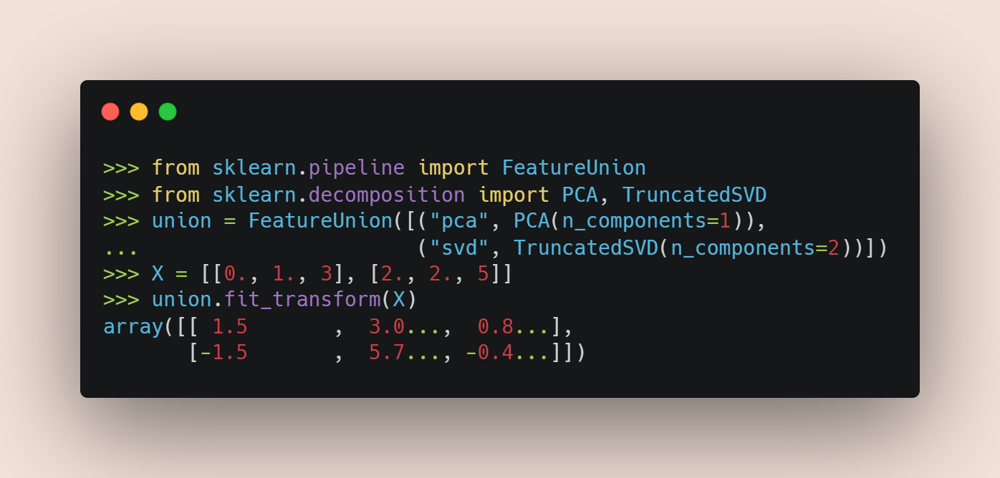 >>> from sklearn.pipeline import FeatureUnion
>>> from sklearn.decomposition import PCA, TruncatedSVD
>>> union = FeatureUnion([("pca", PCA(n_components=1)),
...                       ("svd", TruncatedSVD(n_components=2))])
>>> X = [[0., 1., 3], [2., 2., 5]]
>>> union.fit_transform(X)
array([[ 1.5       ,  3.0...,  0.8...],
       [-1.5       ,  5.7..., -0.4...]])